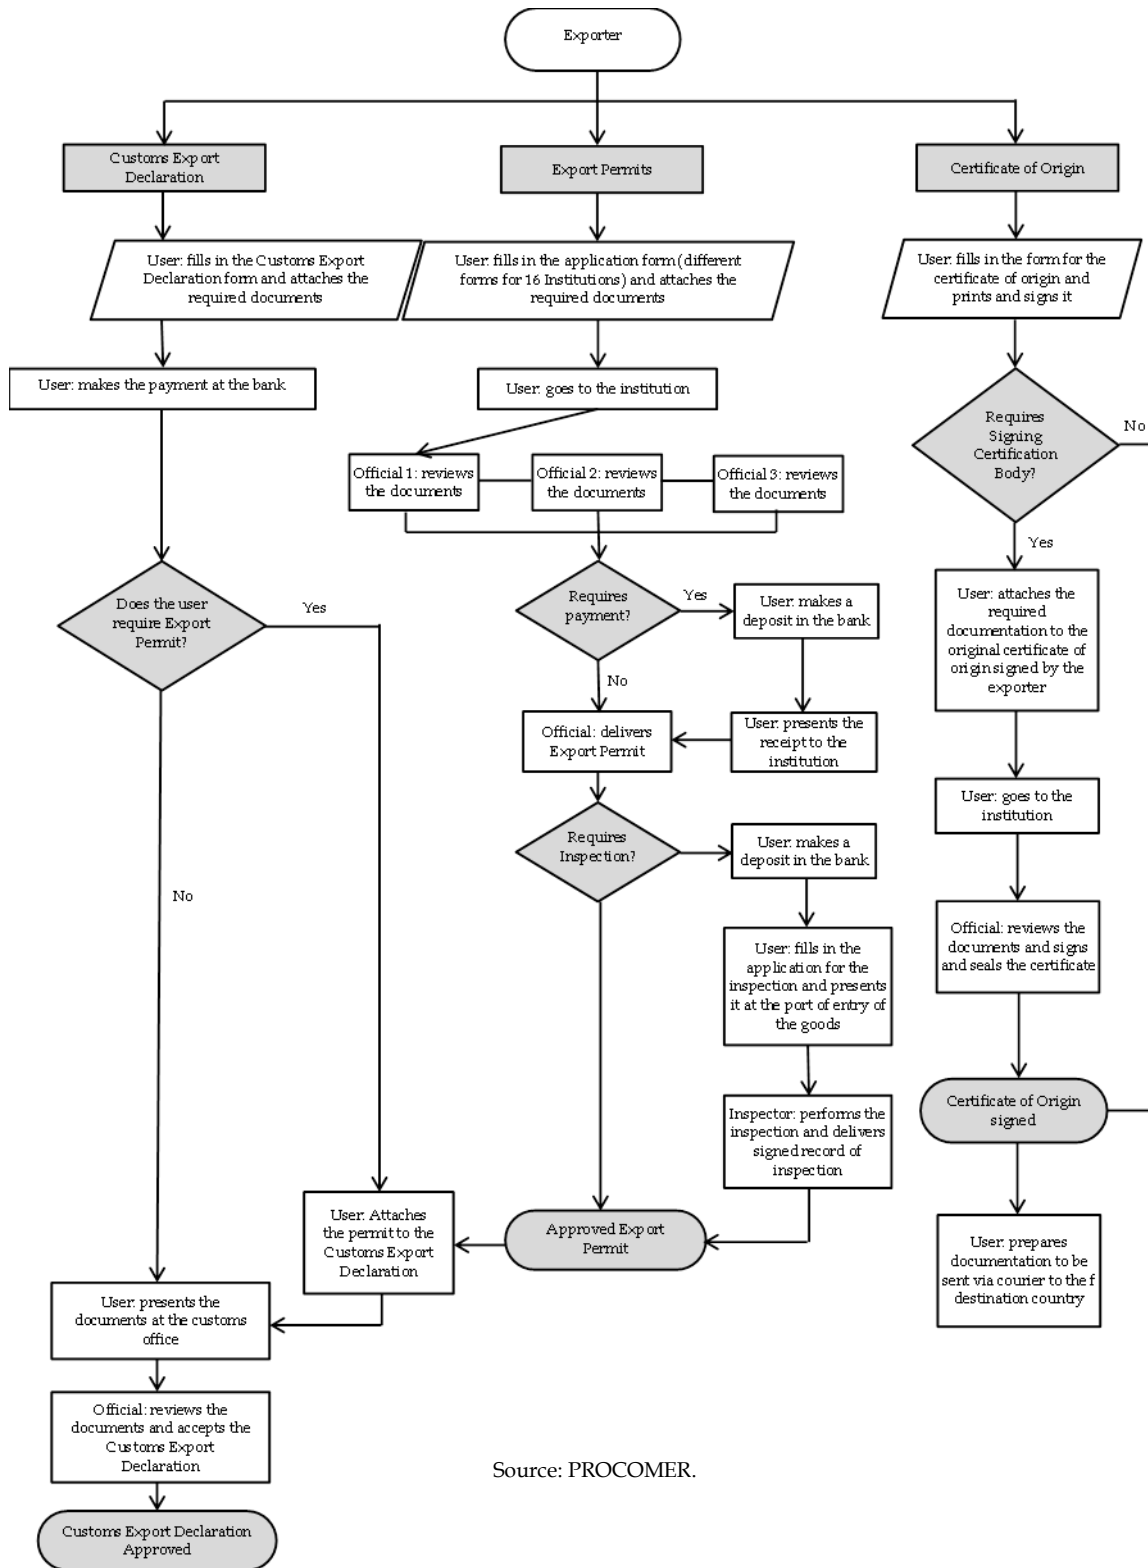 Exporter
Customs Export
Declaration
Export Permits
Certificate of Origin
User: fills in the Customs Export
Declaration form and attaches the
required documents
User: fills in the application form (different
forms for 16 Institutions) and attaches the
required documents
User: fills in the form for the
certificate of origin and
prints and signs it
User: makes the payment at the bank
User: goes to the institution
Requires
Signing
Certification
Body?
No
Official 1: reviews
the documents
Official 2: reviews
the documents
Official 3: reviews
the documents
Yes
Does the user
require Export
Permit?
Yes
Requires
payment?
Yes
User: makes a
deposit in the bank
User: attaches the
required
documentation to the
original certificate of
origin signed by the
exporter
No
Official: delivers
Export Permit
User: presents the
receipt to the
institution
User: goes to the
institution
Requires
Inspection?
User: makes a
deposit in the bank
No
User: fills in the
application for the
inspection and presents
it at the port of entry of
the goods
Official: reviews the
documents and signs
and seals the certificate
Inspector: performs the
inspection and delivers
signed record of
inspection
Certificate of Origin
signed
User: Attaches
the permit to the
Customs Export
Declaration
Approved Export
Permit
User: prepares
documentation to be
sent via courier to the f
destination country
User: presents the
documents at the customs
office
Official: reviews the
documents and accepts the
Customs Export
Declaration
Source: PROCOMER.
Customs Export Declaration
Approved